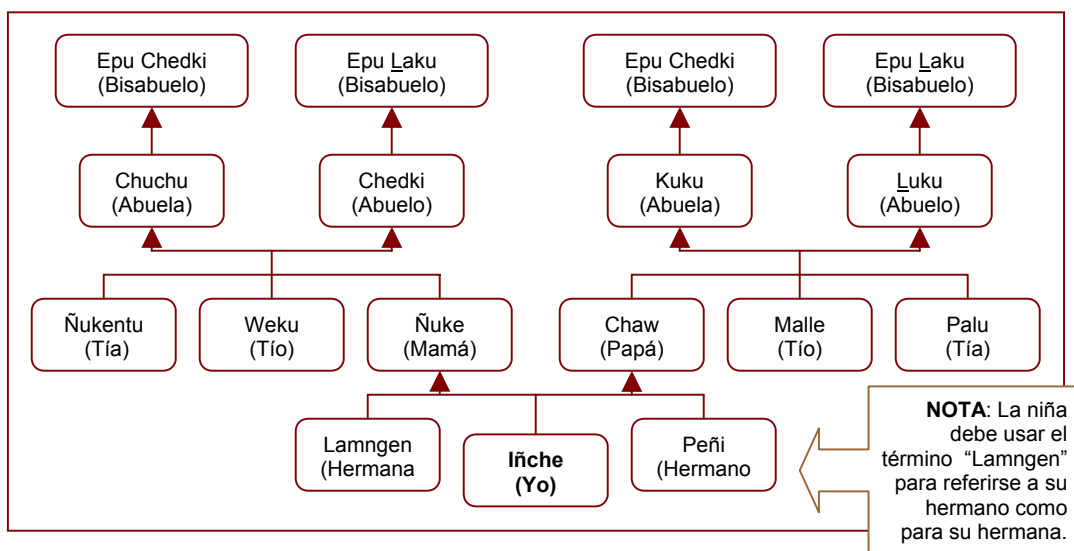 Epu Chedki
(Bisabuelo)
Epu Laku
(Bisabuelo)
Epu Chedki
(Bisabuelo)
Epu Laku
(Bisabuelo)
Chuchu
(Abuela)
Chedki
(Abuelo)
Kuku
(Abuela)
Luku
(Abuelo)
Ñukentu
(Tía)
Weku
(Tío)
Ñuke
(Mamá)
Chaw
(Papá)
Malle
(Tío)
Palu
(Tía)
Lamngen
(Hermana
Iñche
(Yo)
Peñi
(Hermano
NOTA: La niña
debe usar el
término “Lamngen”
para referirse a su
hermano como
para su hermana.